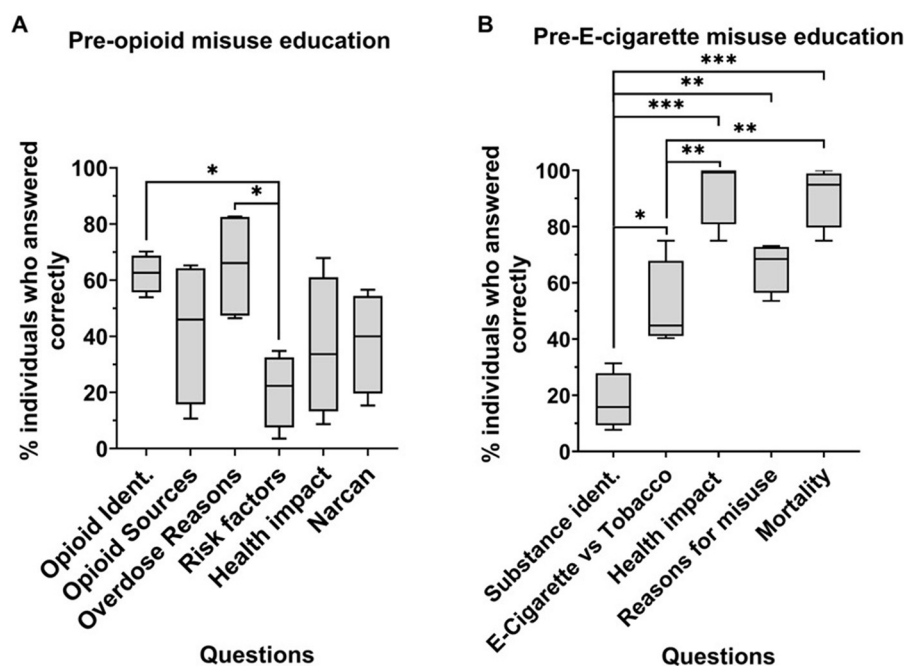 A
Pre-opioid misuse education
% individuals who answered
correctly
100
80
60
40
20
0
*
*
Opioid Ident.
Opioid Sources
Overdose Reasons
Risk factors
Health impact
Narcan
Questions
B
Pre-E-cigarette misuse education
% individuals who answered
correctly
100
80
60
40
20
0
***
**
***
**
**
*
Substance ident.
E-Cigarette vs Tobacco
Health impact
Reasons for misuse
Mortality
Questions